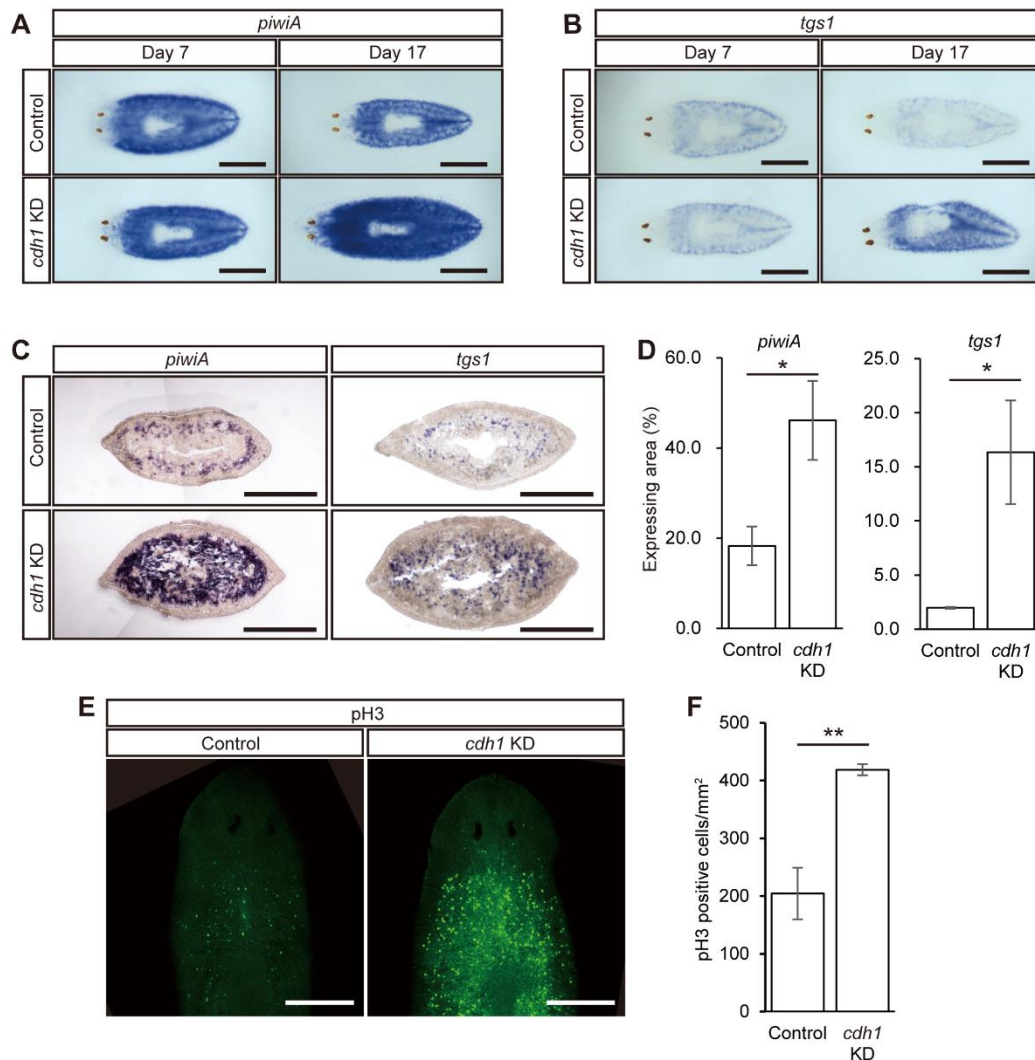 A
piwiA
Day 7
Day 17
Control
cdh1 KD
B
tgs1
Day 7
Day 17
Control
cdh1 KD
C
piwiA
tgs1
Control
cdh1 KD
D
piwiA
tgs1
Expressing area (%)
60.0
40.0
20.0
0.0
*
Control
cdh1
KD
25.0
20.0
15.0
10.0
5.0
0.0
*
Control
cdh1
KD
E
pH3
Control
cdh1 KD
F
pH3 positive cells/mm²
500
400
300
200
100
0
**
Control
cdh1
KD